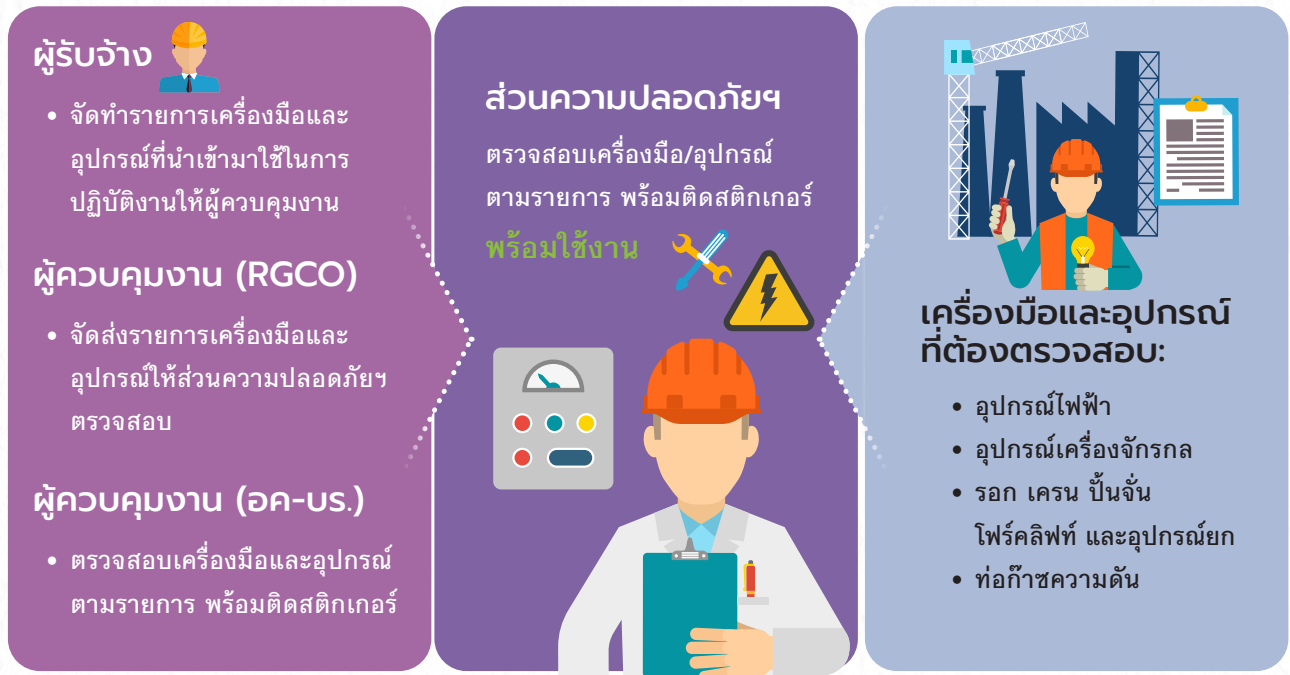 ผู้รับจ้าง
• จัดทำรายการเครื่องมือและ
อุปกรณ์ที่นำเข้ามาใช้ในการ
ปฏิบัติงานให้ผู้ควบคุมงาน
ผู้ควบคุมงาน (RGCO)
• จัดส่งรายการเครื่องมือและ
อุปกรณ์ให้ส่วนความปลอดภัยฯ
ตรวจสอบ
ผู้ควบคุมงาน (อค-บร.)
• ตรวจสอบเครื่องมือและอุปกรณ์
ตามรายการ พร้อมติดสติกเกอร์
ส่วนความปลอดภัยฯ
ตรวจสอบเครื่องมือ/อุปกรณ์
ตามรายการ พร้อมติดสติกเกอร์
พร้อมใช้งาน
เครื่องมือและอุปกรณ์
ที่ต้องตรวจสอบ:
• อุปกรณ์ไฟฟ้า
• อุปกรณ์เครื่องจักรกล
• รอก เครน ปั้นจั่น
โฟร์คลิฟท์ และอุปกรณ์ยก
• ท่อก๊าซความดัน